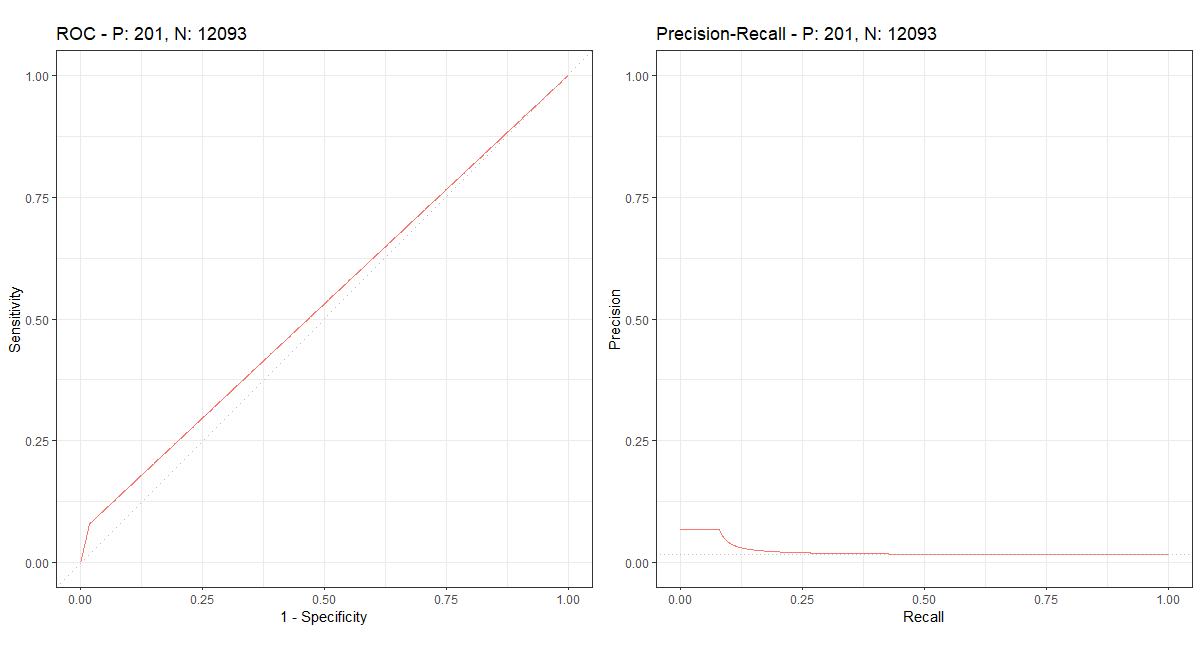 ROC - P: 201, N: 12093
1.00
0.75
0.50
0.25
0.00
Sensitivity
0.00 0.25 0.50 0.75 1.00
1 - Specificity
Precision-Recall - P: 201, N: 12093
1.00
0.75
0.50
0.25
0.00
Precision
0.00 0.25 0.50 0.75 1.00
Recall